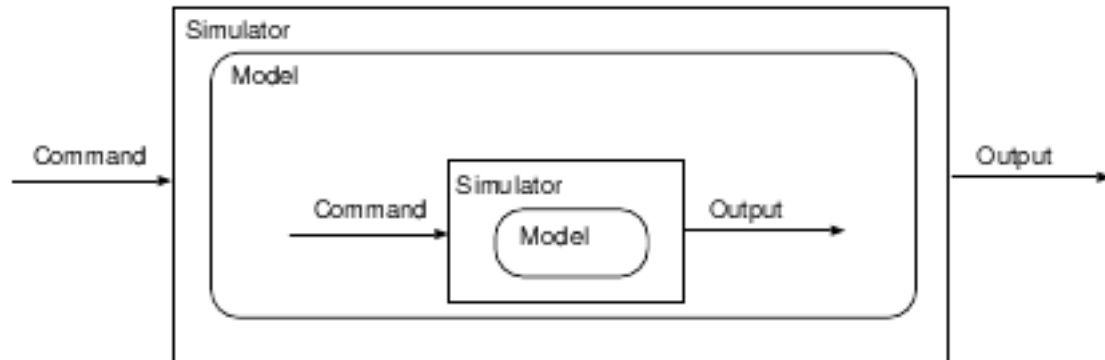 Simulator
Model
Command
Output
Simulator
Command
Output
Model